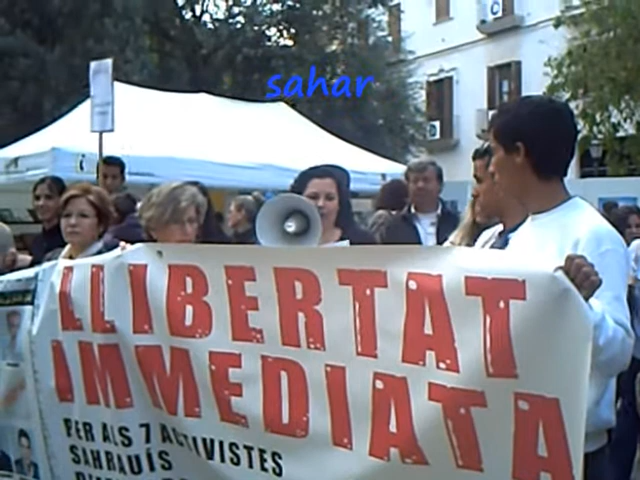 sahar
LLIBERTAT
IMMEDIATA
PER ALS 7 ACTIVISTES
SAHRAUÍS